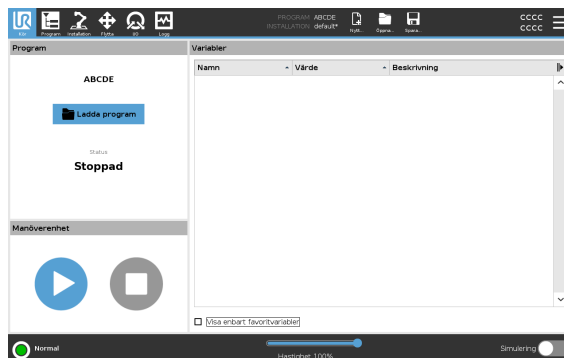 UR
Kör
Program
Installation
Flytta
I/O
Logg
PROGRAM ABCDE
INSTALLATION default*
Nytt...
Öppna...
Spara...
cccc
cccc
Program
Variabler
ABCDE
Ladda program
Status
Stoppad
Namn
Värde
Beskrivning
Manöverenhet
Visa enbart favoritvariabler
Normal
Hastighet 100%
Simulering